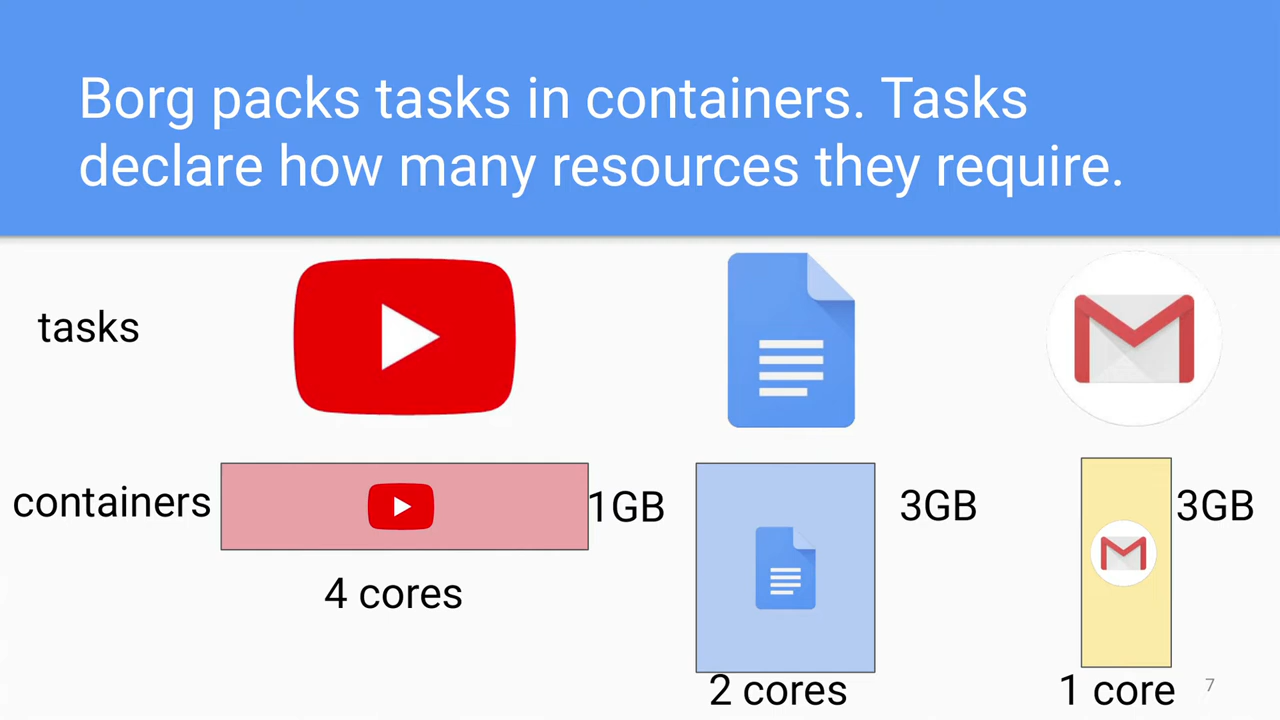 Borg packs tasks in containers. Tasks
declare how many resources they require.
tasks
containers
1GB
3GB
3GB
4 cores
2 cores
1 core
7